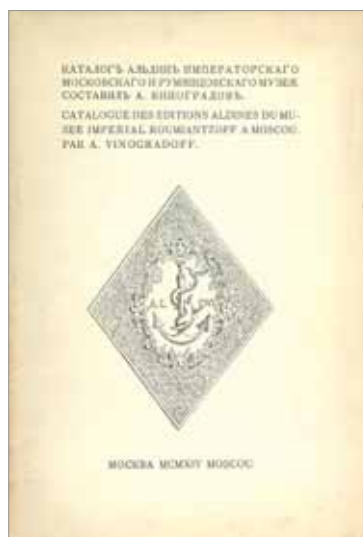 КАТАЛОГЪ АЛЬДИНЪ ИМПЕРАТОРСКАГО
МОСКОВСКАГО И РУМЯНЦОВСКАГО МУЗЕЯ
СОСТАВИЛЪ А. ВИНОГРАДОВЪ.
CATALOGUE DES EDITIONS ALDINES DU MU-
SEE IMPERIAL ROUMIANTZOFF A MOSCOU.
PAR A. VINOGRADOFF.
AL DVS
МОСКВА MCMXIV MOSCOU